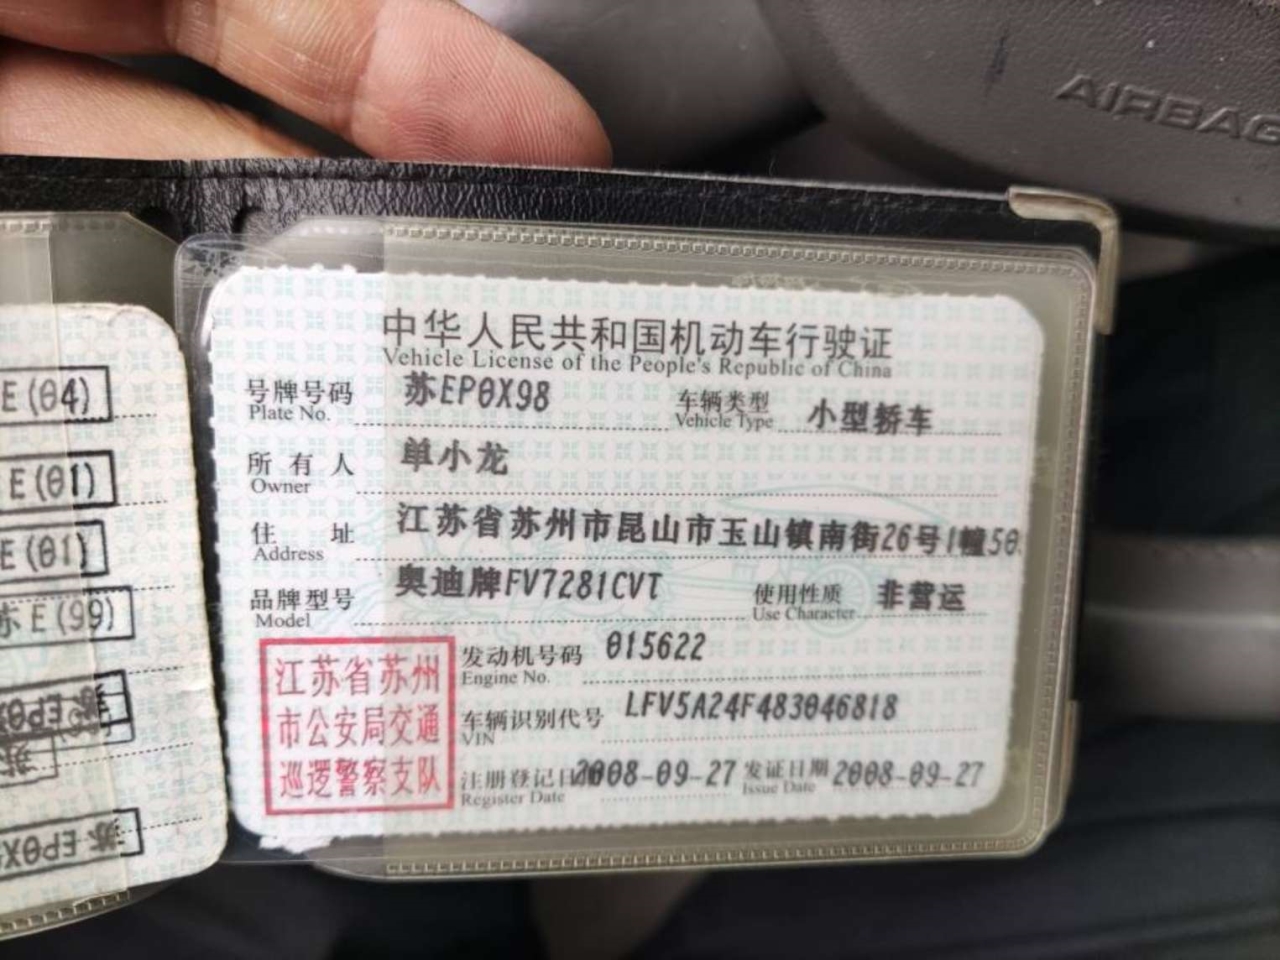 AIRBAG
E(04)
E(01)
E(01)
苏E(99)
中华人民共和国机动车行驶证
Vehicle License of the People's Republic of China
号牌号码 苏EP0X98 车辆类型 小型轿车
Plate No. Vehicle Type
所有人 单小龙
Owner
住址 江苏省苏州市昆山市玉山镇南街26号1幢50
Address
品牌型号 奥迪牌FV7281CVT 使用性质 非营运
Model Use Character
江苏省苏州
市公安局交通
巡逻警察支队
发动机号码 015622
Engine No.
车辆识别代号 LFV5A24F483046818
VIN
注册登记日期 2008-09-27 发证日期 2008-09-27
Register Date Issue Date